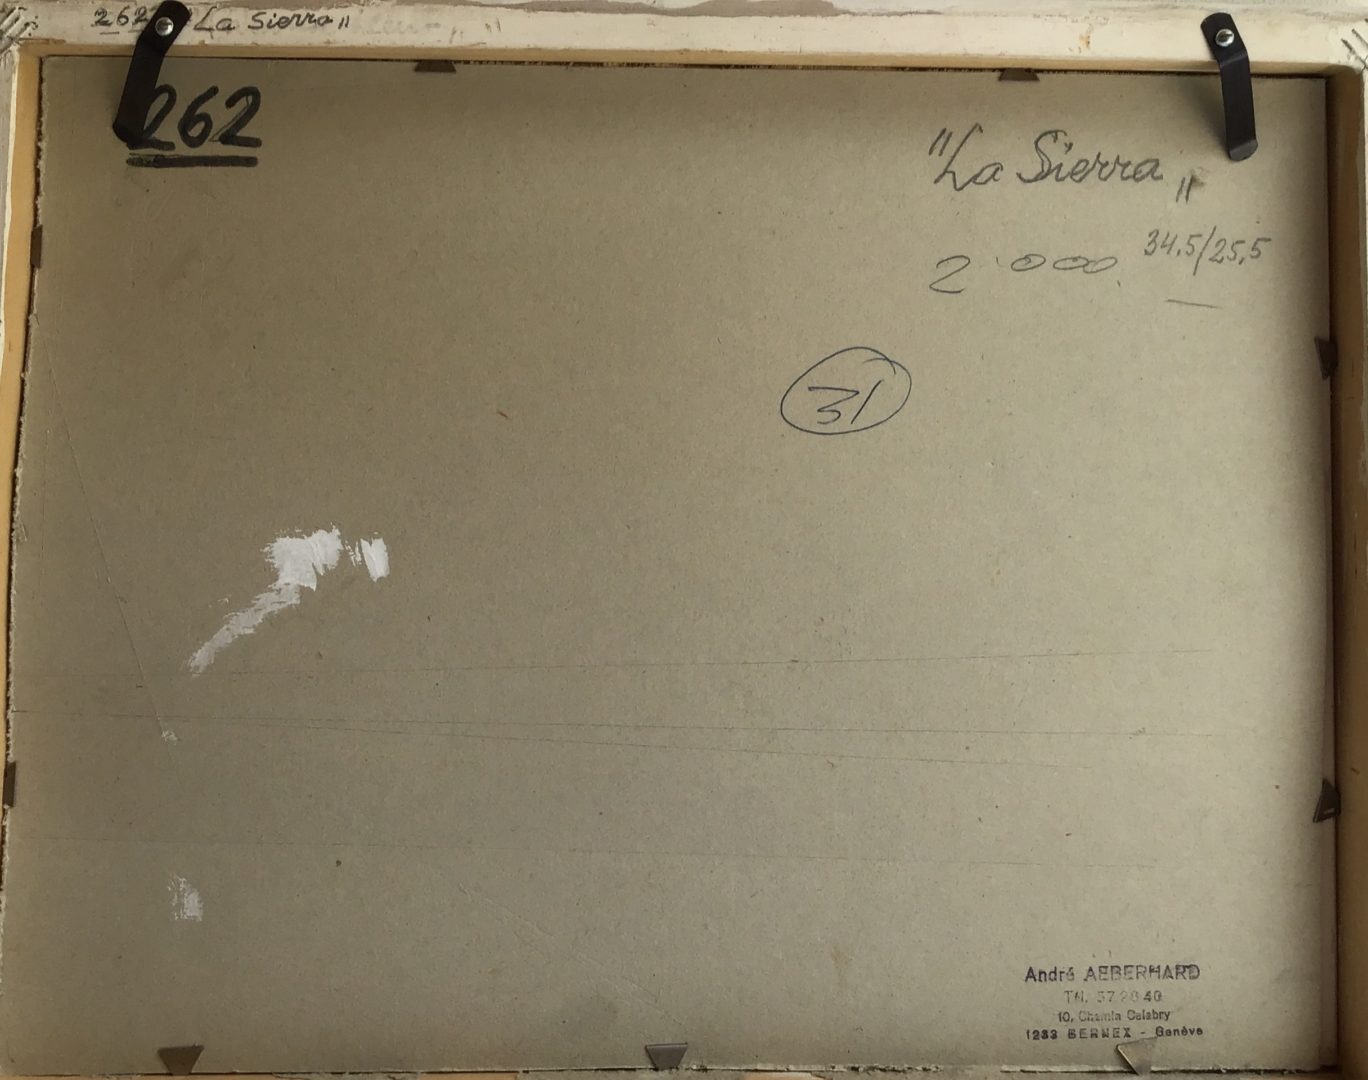 262 "La Sierra"
262
"La Sierra"
2'000 34,5/25,5
31
André AEBERHARD
Tél. 57 20 40
10, Chemin Calabry
1233 BERNEX - Genève